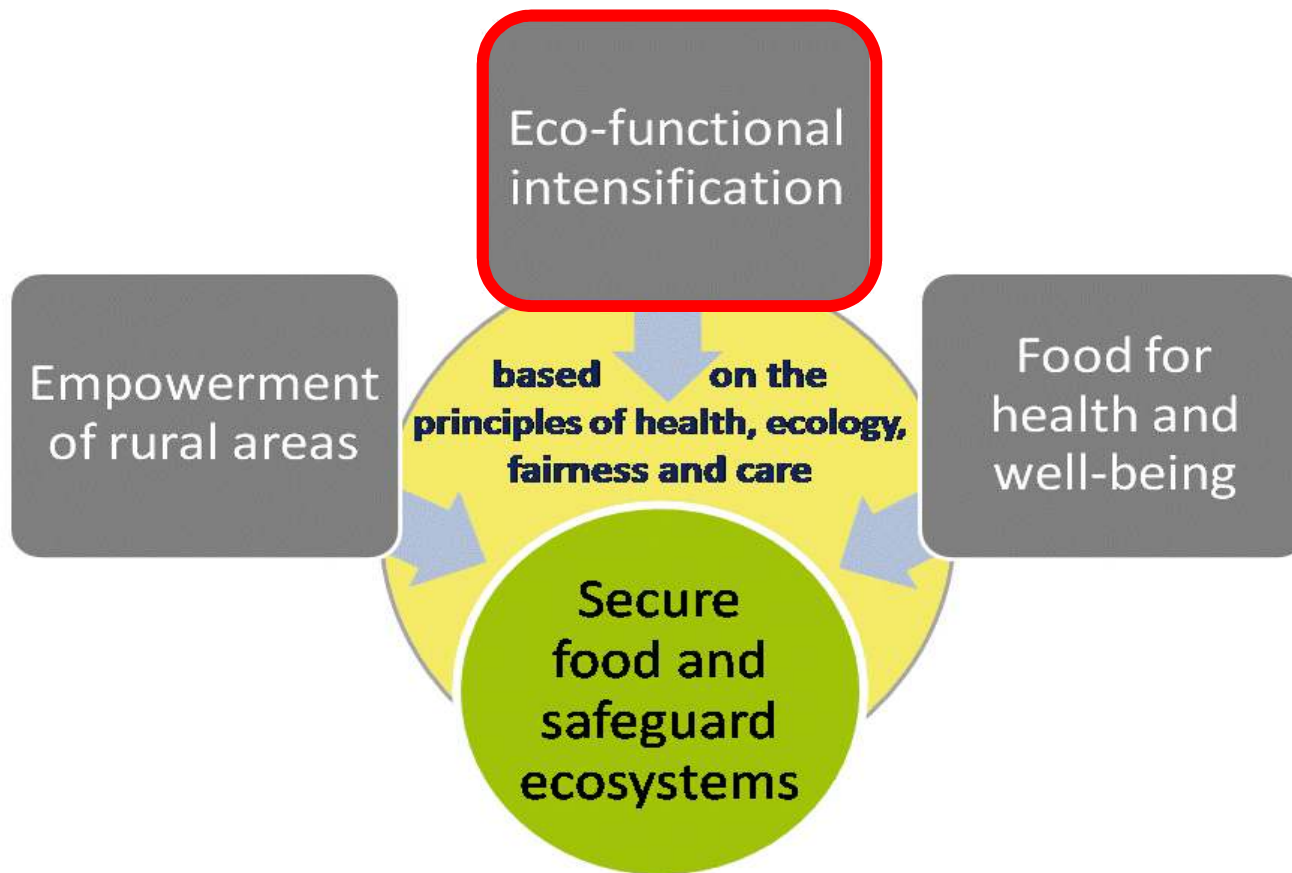 Eco-functional
intensification
Empowerment
of rural areas
Food for
health and
well-being
based on the
principles of health, ecology,
fairness and care
Secure
food and
safeguard
ecosystems